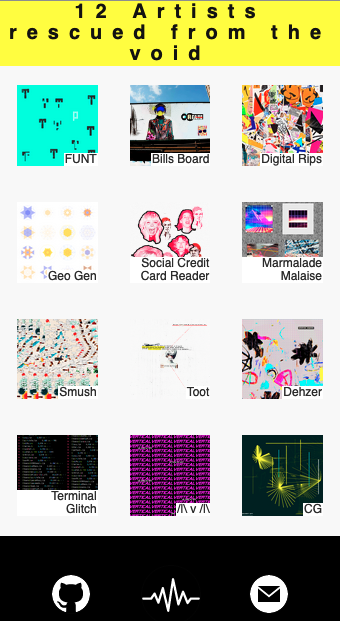 12 Artists
rescued from the
void
FUNT
Bills Board
Digital Rips
Geo Gen
Social Credit
Card Reader
Marmalade
Malaise
Smush
Toot
Dehzer
Terminal
Glitch
/I\ v /I\
CG